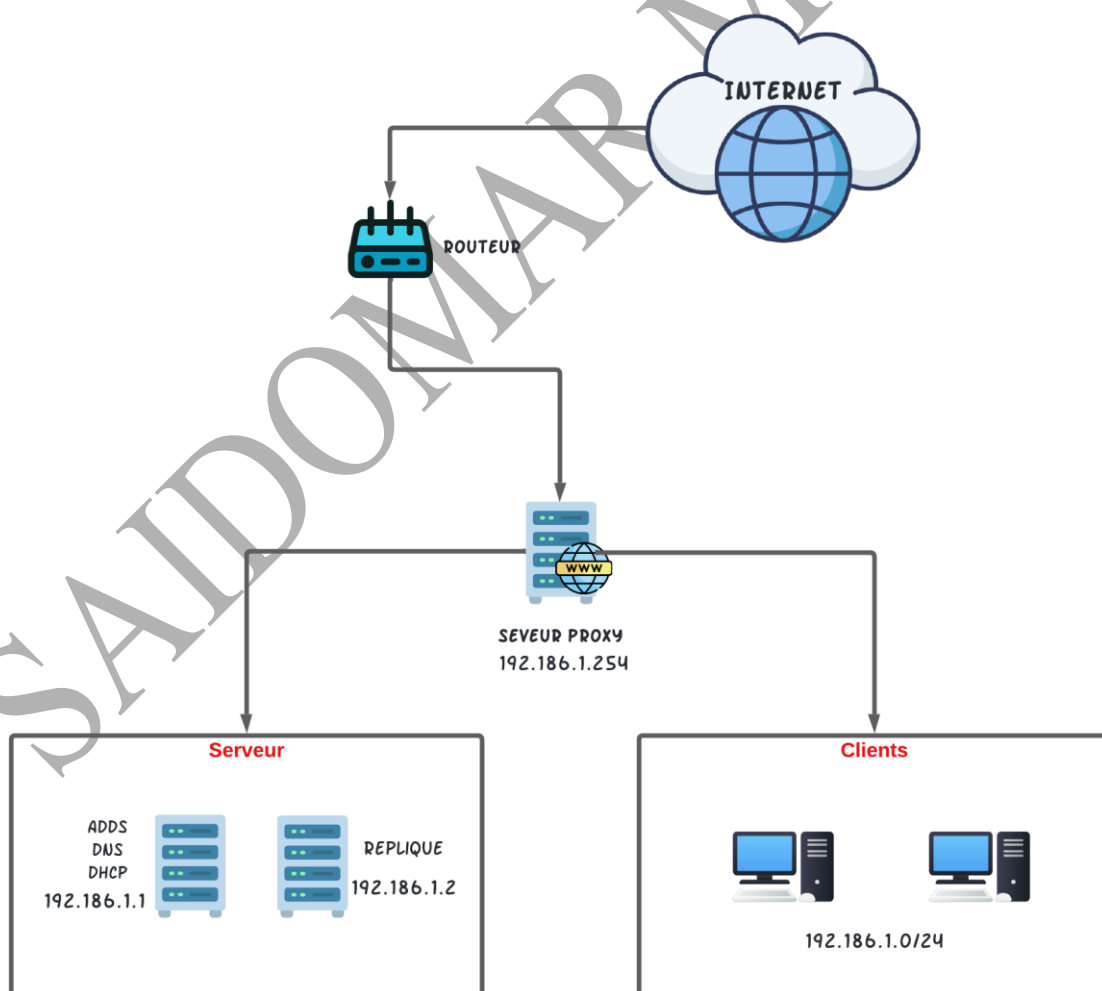 INTERNET
ROUTEUR
SAIDOMAR
WWW
SEVEUR PROXY
192.186.1.254
Serveur
Clients
ADDS
DNS
DHCP
192.186.1.1
REPLIQUE
192.186.1.2
192.186.1.0/24